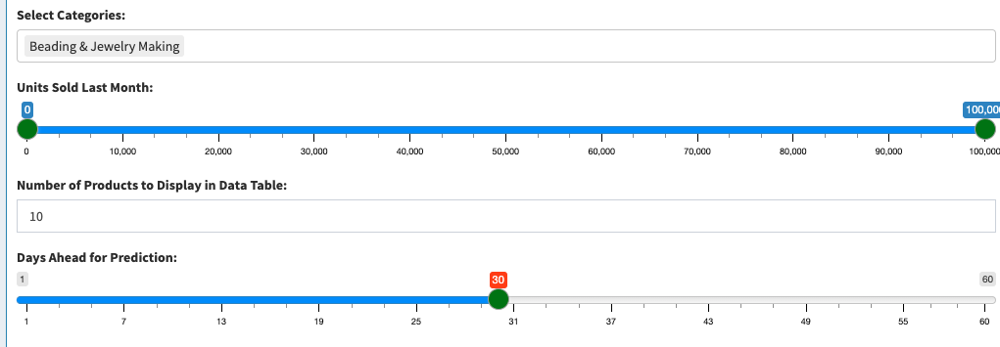 Select Categories:
Beading & Jewelry Making
Units Sold Last Month:
0 100,000
0 10,000 20,000 30,000 40,000 50,000 60,000 70,000 80,000 90,000 100,000
Number of Products to Display in Data Table:
10
Days Ahead for Prediction:
1 30 60
1 7 13 19 25 31 37 43 49 55 60